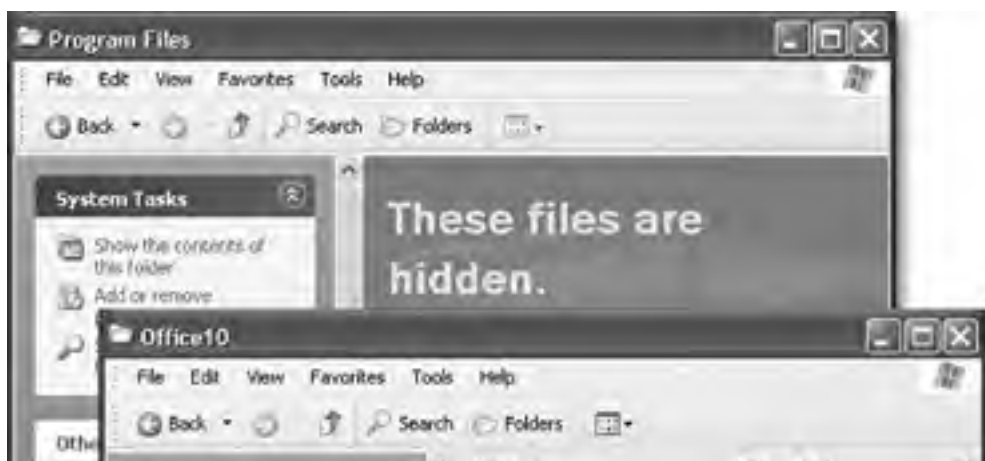 Program Files
File Edit View Favorites Tools Help
Back Search Folders
System Tasks
Show the contents of
this folder
Add or remove
These files are
hidden.
Office10
File Edit View Favorites Tools Help
Back Search Folders
Othe